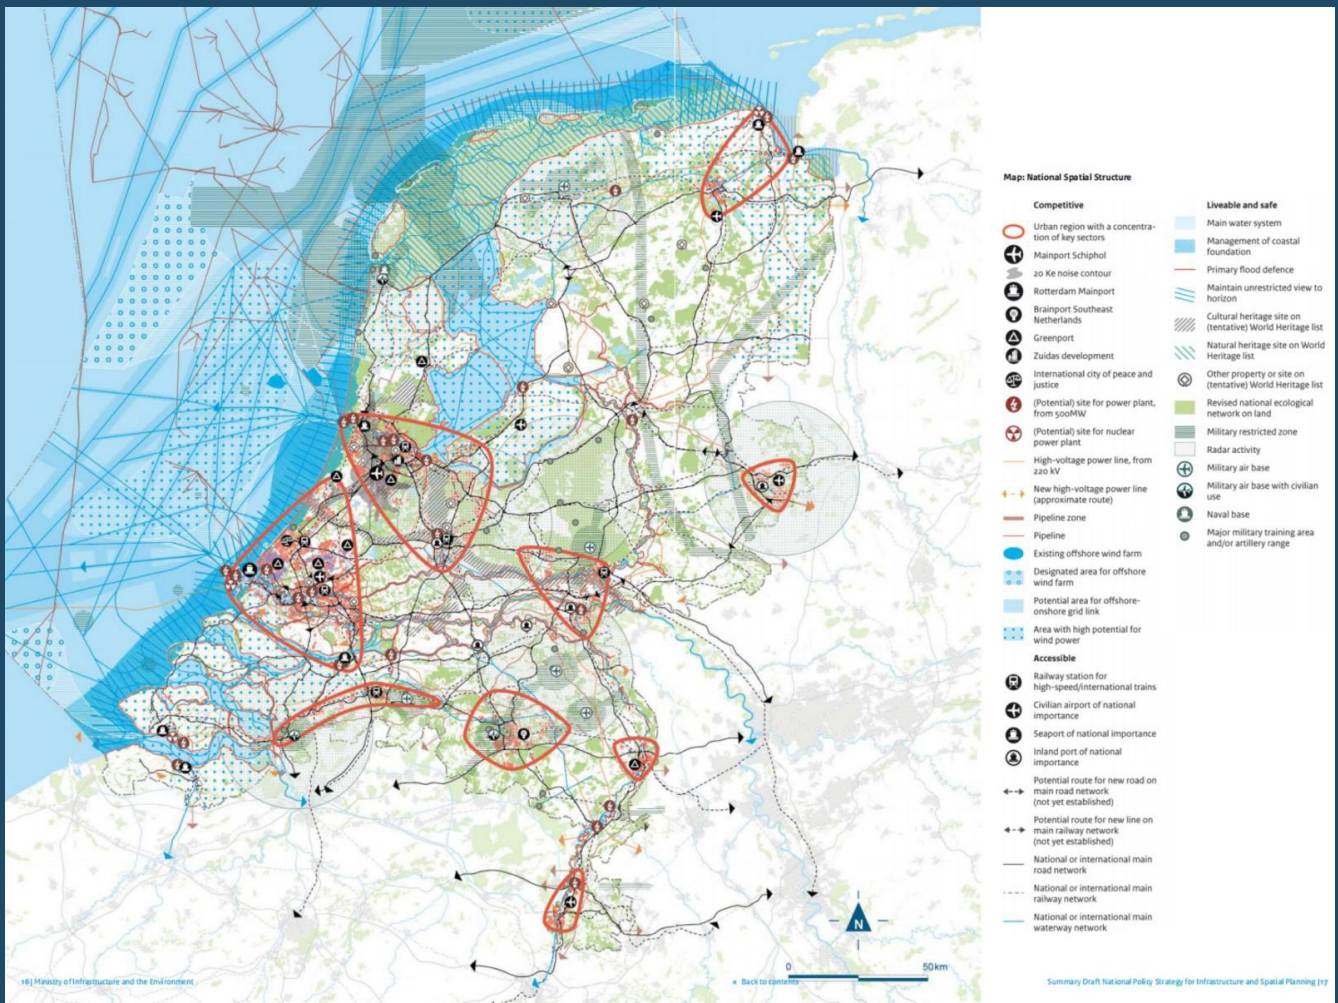 Map: National Spatial Structure
Competitive
Urban region with a concentra-
tion of key sectors
Mainport Schiphol
20 Ke noise contour
Rotterdam Mainport
Brainport Southeast
Netherlands
Greenport
Zuidas development
International city of peace and
justice
(Potential) site for power plant,
from 500MW
(Potential) site for nuclear
power plant
High-voltage power line, from
220 kV
New high-voltage power line
(approximate route)
Pipeline zone
Pipeline
Existing offshore wind farm
Designated area for offshore
wind farm
Potential area for offshore-
onshore grid link
Area with high potential for
wind power
Accessible
Railway station for
high-speed/international trains
Civilian airport of national
importance
Seaport of national importance
Inland port of national
importance
Potential route for new road on
main road network
(not yet established)
Potential route for new line on
main railway network
(not yet established)
National or international main
road network
National or international main
railway network
National or international main
waterway network
Liveable and safe
Main water system
Management of coastal
foundation
Primary flood defence
Maintain unrestricted view to
horizon
Cultural heritage site on
(tentative) World Heritage list
Natural heritage site on World
Heritage list
Other property or site on
(tentative) World Heritage list
Revised national ecological
network on land
Military restricted zone
Radar activity
Military air base
Military air base with civilian
use
Naval base
Major military training area
and/or artillery range
N
0 50km
16 | Ministry of Infrastructure and the Environment
« Back to contents
Summary Draft National Policy Strategy for Infrastructure and Spatial Planning | 17